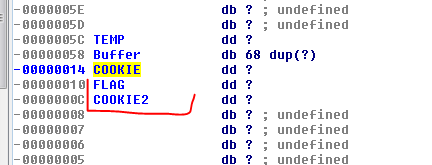 -0000005E db ? ; undefined
-0000005D db ? ; undefined
-0000005C TEMP dd ?
-00000058 Buffer db 68 dup(?)
-00000014 COOKIE dd ?
-00000010 FLAG dd ?
-0000000C COOKIE2 dd ?
-00000008 db ? ; undefined
-00000007 db ? ; undefined
-00000006 db ? ; undefined
-00000005 db ? ; undefined